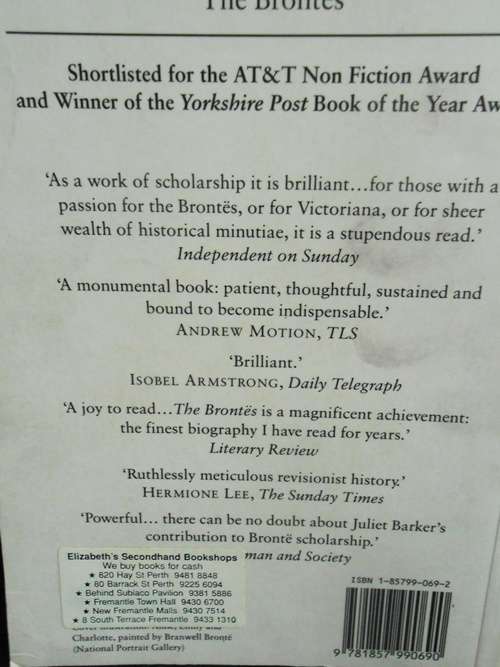 The Brontës
Shortlisted for the AT&T Non Fiction Award
and Winner of the Yorkshire Post Book of the Year Aw
‘As a work of scholarship it is brilliant...for those with a
passion for the Brontës, or for Victoriana, or for sheer
wealth of historical minutiae, it is a stupendous read.’
Independent on Sunday
‘A monumental book: patient, thoughtful, sustained and
bound to become indispensable.’
ANDREW MOTION, TLS
‘Brilliant.’
ISOBEL ARMSTRONG, Daily Telegraph
‘A joy to read...The Brontës is a magnificent achievement:
the finest biography I have read for years.’
Literary Review
‘Ruthlessly meticulous revisionist history.’
HERMIONE LEE, The Sunday Times
‘Powerful... there can be no doubt about Juliet Barker’s
contribution to Brontë scholarship.’
man and Society
Elizabeth's Secondhand Bookshops
We buy books for cash
★ 820 Hay St Perth 9481 8848
★ 80 Barrack St Perth 9225 6094
★ Behind Subiaco Pavilion 9381 5886
★ Fremantle Town Hall 9430 6700
★ New Fremantle Malls 9430 7514
★ 8 South Terrace Fremantle 9433 1310
Charlotte, painted by Branwell Brontë
(National Portrait Gallery)
ISBN 1-85799-069-2
9 781857 990690